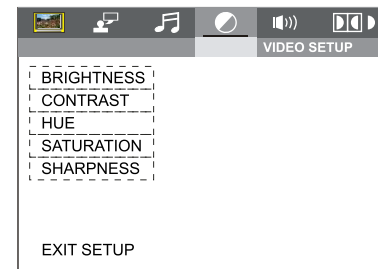 VIDEO SETUP
BRIGHTNESS
CONTRAST
HUE
SATURATION
SHARPNESS
EXIT SETUP